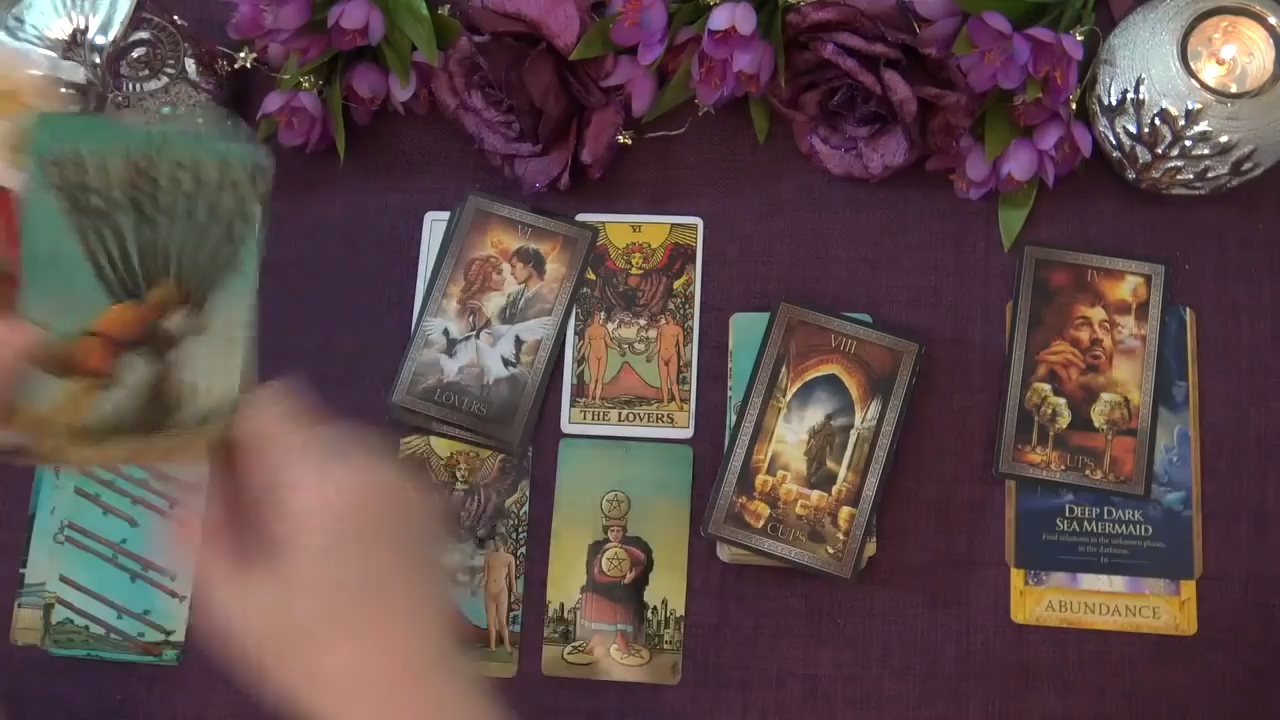 VI
LOVERS
VI
THE LOVERS.
VIII
CUPS
IV
CUPS
DEEP DARK
SEA MERMAID
Find solutions in the unknown places,
in the darkness.
16
ABUNDANCE